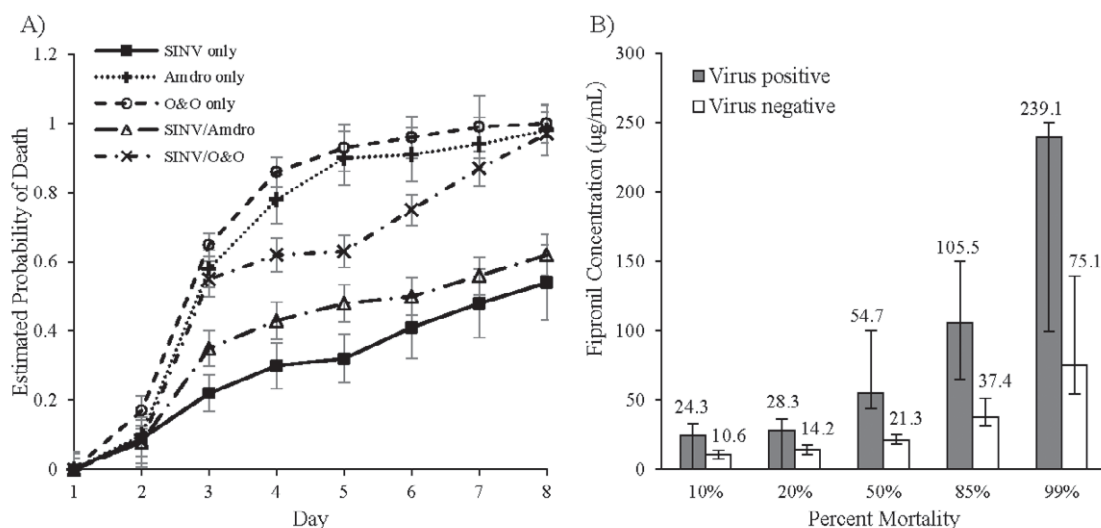 A)
Estimated Probability of Death
1.2
1
0.8
0.6
0.4
0.2
0
1 2 3 4 5 6 7 8
Day
SINV only
Amdro only
O&O only
SINV/Amdro
SINV/O&O
B)
Fipronil Concentration (µg/mL)
300
250
200
150
100
50
0
Virus positive
Virus negative
24.3
10.6
28.3
14.2
54.7
21.3
105.5
37.4
239.1
75.1
10% 20% 50% 85% 99%
Percent Mortality